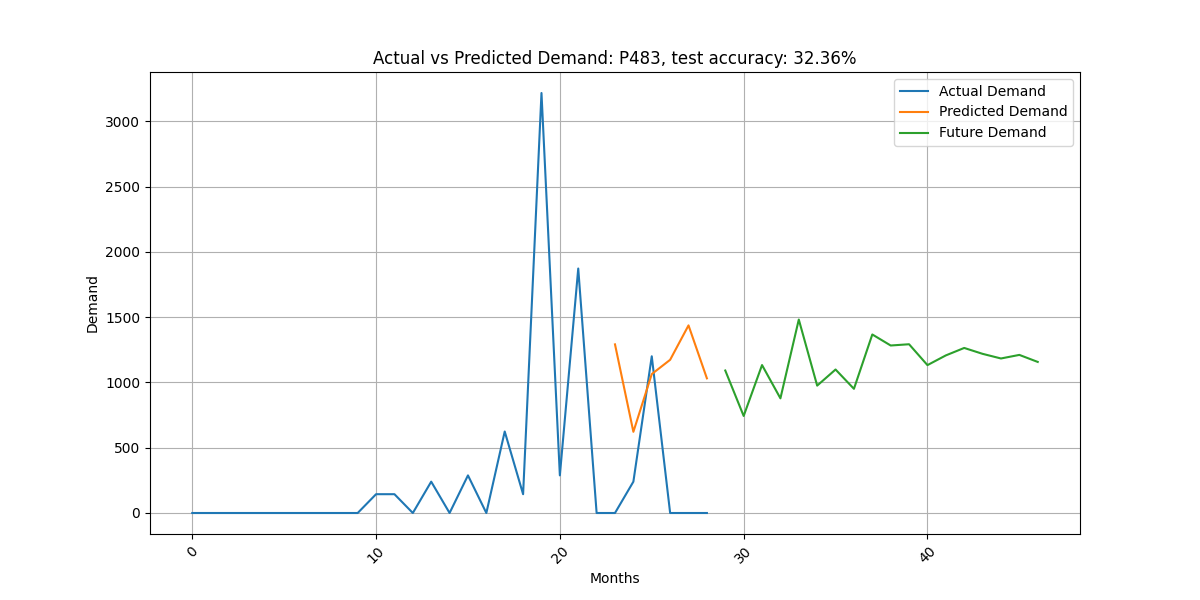 Actual vs Predicted Demand: P483, test accuracy: 32.36%
Actual Demand
Predicted Demand
Future Demand
Demand
3000
2500
2000
1500
1000
500
0
0
10
20
30
40
Months